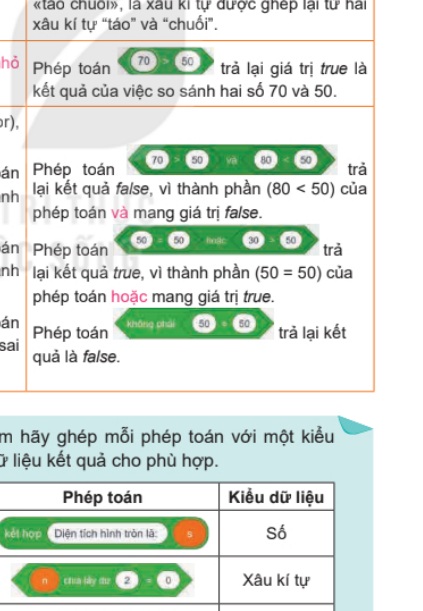 «táo chuối», là xâu kí tự được ghép lại từ hai
xâu kí tự “táo” và “chuối”.
nhỏ
Phép toán 70 > 50 trả lại giá trị true là
kết quả của việc so sánh hai số 70 và 50.
or),
Phép toán 70 > 50 và 80 < 50 trả
lại kết quả false, vì thành phần (80 < 50) của
phép toán và mang giá trị false.
Phép toán 50 = 50 hoặc 30 > 50 trả
lại kết quả true, vì thành phần (50 = 50) của
phép toán hoặc mang giá trị true.
Phép toán không phải 50 = 50 trả lại kết
sai
quả là false.
m hãy ghép mỗi phép toán với một kiểu
ữ liệu kết quả cho phù hợp.
Phép toán Kiểu dữ liệu
kết hợp Diện tích hình tròn là: s Số
n chia lấy dư 2 = 0 Xâu kí tự